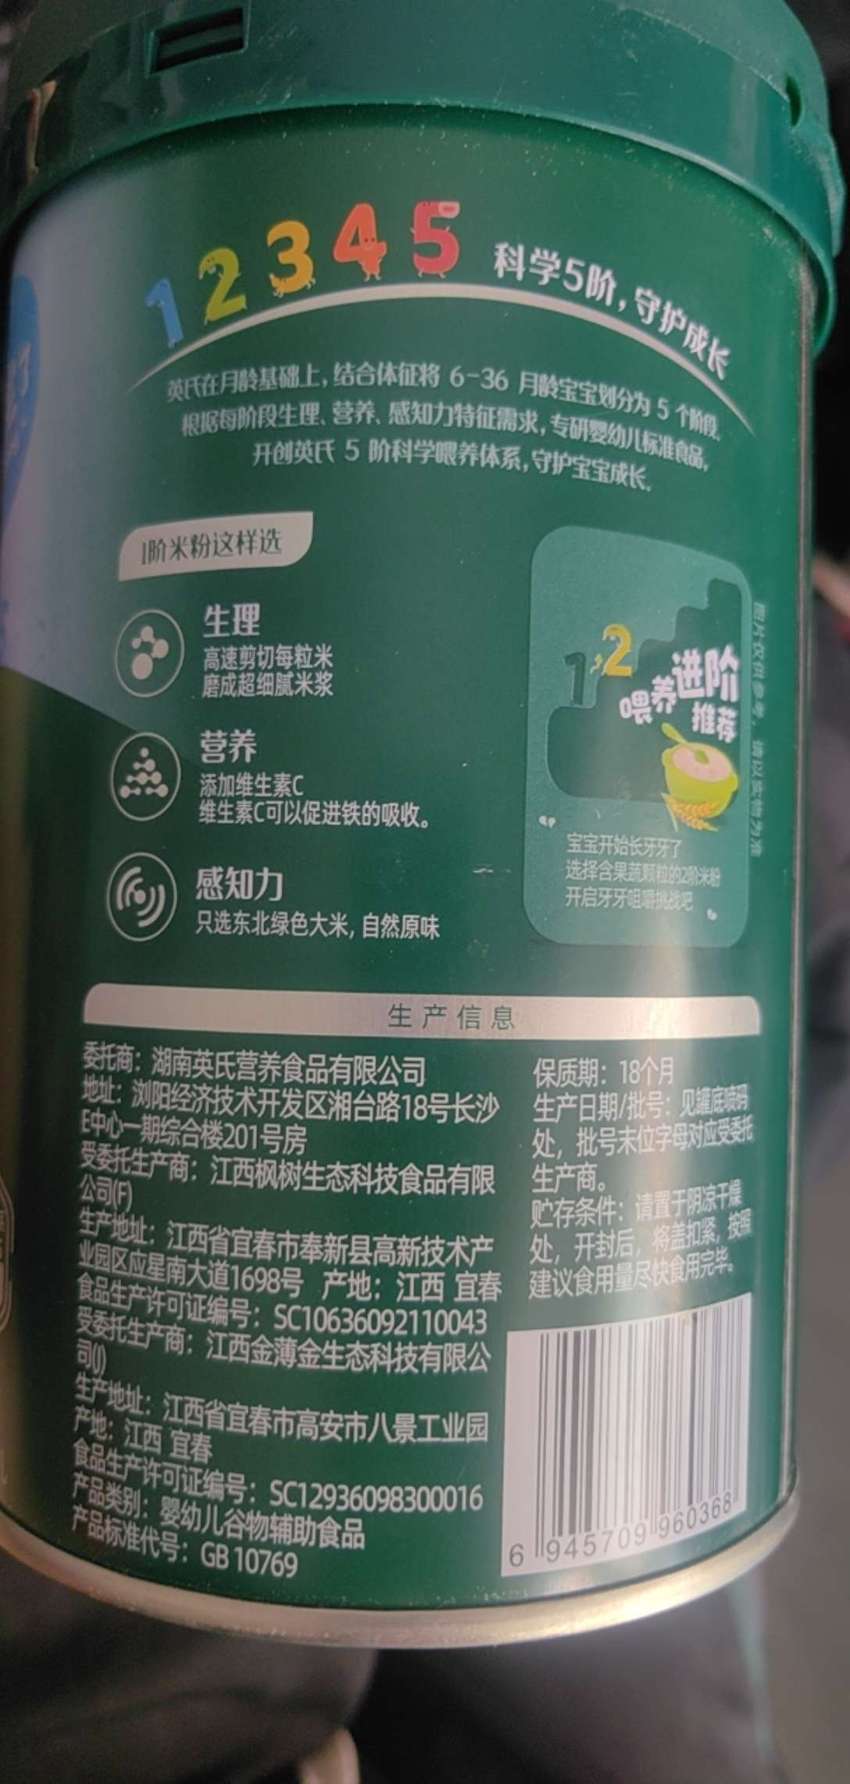 1 2 3 4 5 科学5阶，守护成长
英氏在月龄基础上，结合体征将 6-36 月龄宝宝划分为 5 个阶段，
根据每阶段生理、营养、感知力特征需求，专研婴幼儿标准食品，
开创英氏 5 阶科学喂养体系，守护宝宝成长。
1阶米粉这样选
生理
高速剪切每粒米
磨成超细腻米浆
营养
添加维生素C
维生素C可以促进铁的吸收。
感知力
只选东北绿色大米，自然原味
1 2
喂养进阶
推荐
宝宝开始长牙牙了
选择含果蔬颗粒的2阶米粉
开启牙牙咀嚼挑战吧
图片仅供参考，请以实物为准
生产信息
委托商：湖南英氏营养食品有限公司
地址：浏阳经济技术开发区湘台路18号长沙
E中心一期综合楼201号房
受委托生产商：江西枫树生态科技食品有限
公司(F)
生产地址：江西省宜春市奉新县高新技术产
业园区应星南大道1698号 产地：江西 宜春
食品生产许可证编号：SC10636092110043
受委托生产商：江西金薄金生态科技有限公
司(J)
生产地址：江西省宜春市高安市八景工业园
产地：江西 宜春
食品生产许可证编号：SC12936098300016
产品类别：婴幼儿谷物辅助食品
产品标准代号：GB 10769
保质期：18个月
生产日期/批号：见罐底喷码
处，批号末位字母对应受委托
生产商。
贮存条件：请置于阴凉干燥
处，开封后，将盖扣紧，按照
建议食用量尽快食用完毕。
6 945709 960368